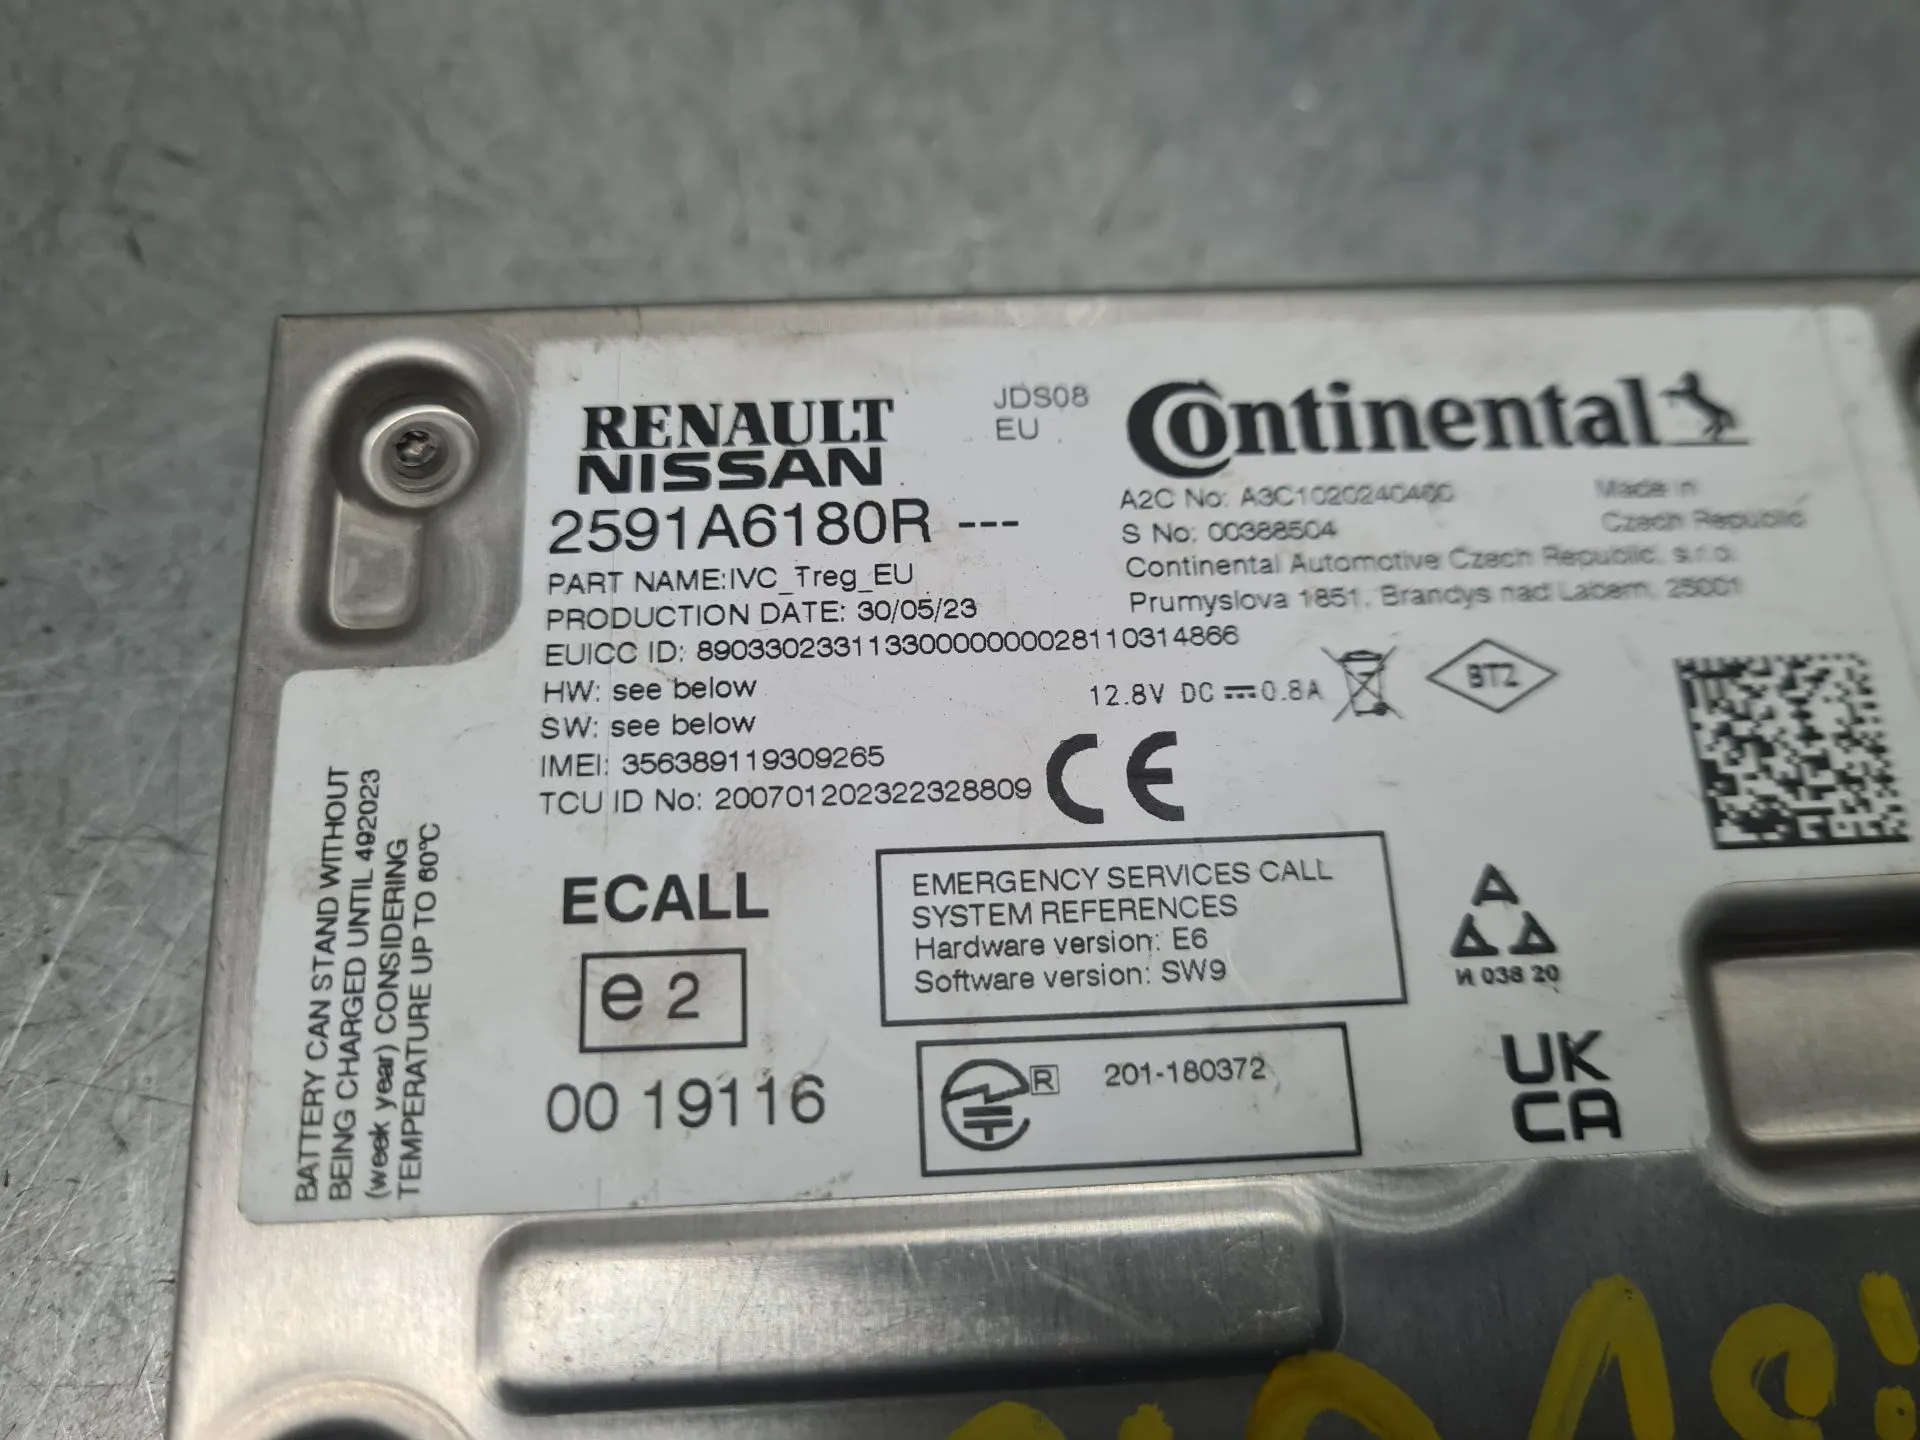 RENAULT
NISSAN
JDS08
EU
Continental
2591A6180R ---
A2C No: A3C1020240400
Made in
Czech Republic
S No: 00388504
Continental Automotive Czech Republic, s.r.o.
Prumyslova 1851, Brandys nad Labem, 25001
PART NAME:IVC_Treg_EU
PRODUCTION DATE: 30/05/23
EUICC ID: 89033023311330000000028110314866
HW: see below
SW: see below
12.8V DC 0.8A
BTZ
IMEI: 356389119309265
TCU ID No: 200701202322328809
CE
BATTERY CAN STAND WITHOUT
BEING CHARGED UNTIL 492023
(week year) CONSIDERING
TEMPERATURE UP TO 60°C
ECALL
e2
00 19116
EMERGENCY SERVICES CALL
SYSTEM REFERENCES
Hardware version: E6
Software version: SW9
R 201-180372
И 038 20
UK
CA